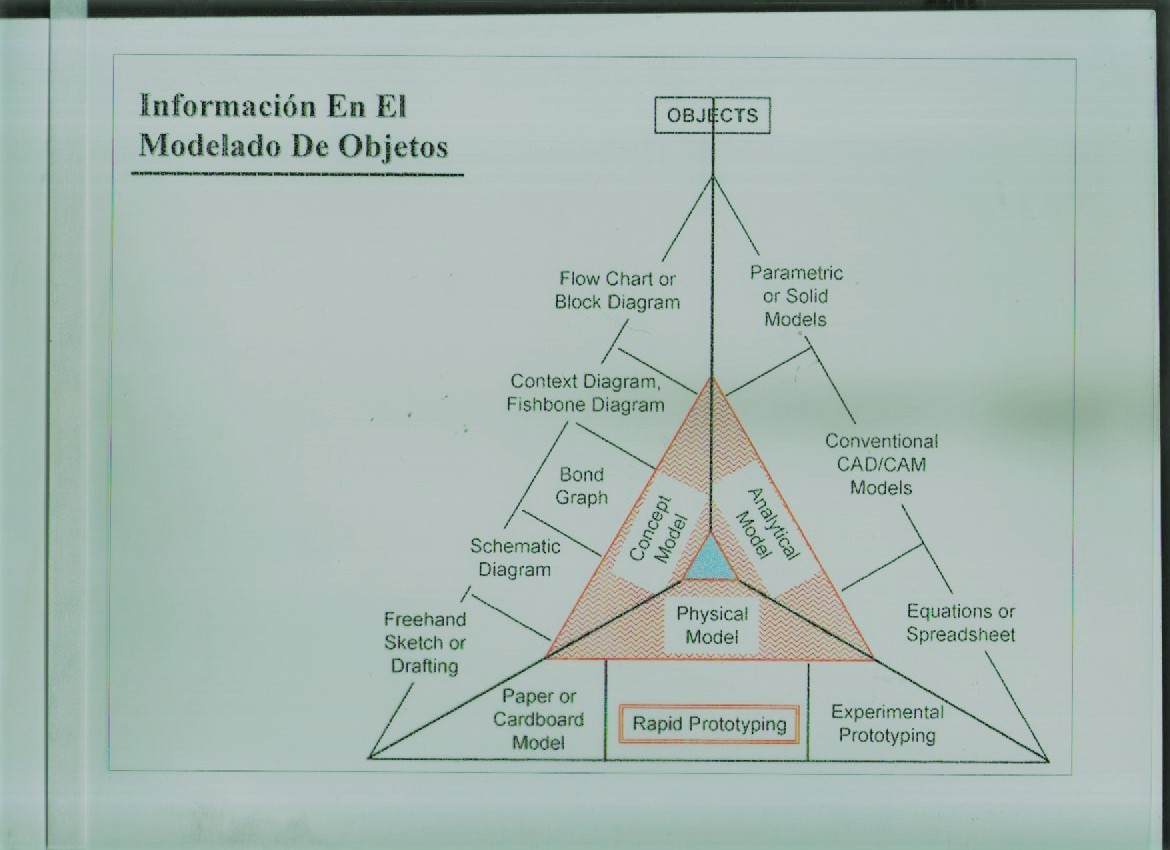 Información En El
Modelado De Objetos
OBJECTS
Flow Chart or
Block Diagram
Parametric
or Solid
Models
Context Diagram,
Fishbone Diagram
Conventional
CAD/CAM
Models
Bond
Graph
Concept
Model
Analytical
Model
Schematic
Diagram
Physical
Model
Equations or
Spreadsheet
Freehand
Sketch or
Drafting
Paper or
Cardboard
Model
Rapid Prototyping
Experimental
Prototyping